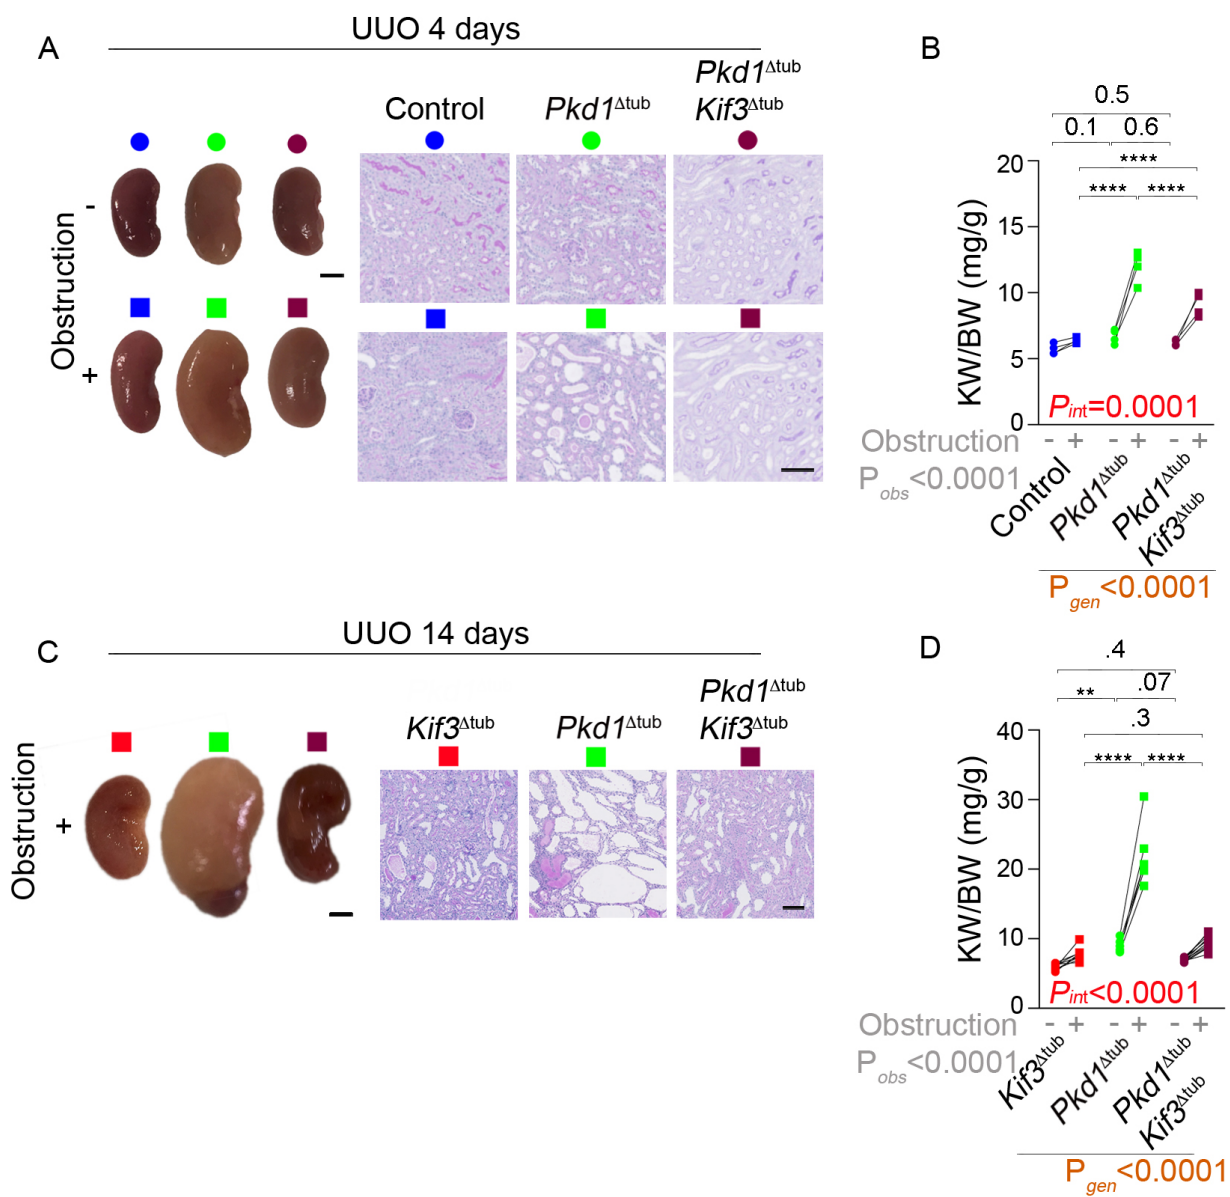 A
UUO 4 days
Control
Pkd1Δtub
Pkd1Δtub
Kif3Δtub
Obstruction
-
+
B
0.5
0.1
0.6
****
****
****
KW/BW (mg/g)
20
15
10
5
0
Pint=0.0001
Obstruction
- + - + - +
Pobs<0.0001
Control
Pkd1Δtub
Pkd1Δtub
Kif3Δtub
Pgen<0.0001
C
UUO 14 days
Kif3Δtub
Pkd1Δtub
Pkd1Δtub
Kif3Δtub
Obstruction
+
D
.4
**
.07
.3
****
****
KW/BW (mg/g)
40
30
20
10
0
Pint<0.0001
Obstruction
- + - + - +
Pobs<0.0001
Kif3Δtub
Pkd1Δtub
Pkd1Δtub
Kif3Δtub
Pgen<0.0001